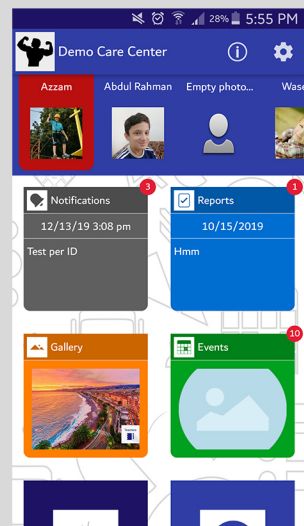 28% 5:55 PM
Demo Care Center
Azzam Abdul Rahman Empty photo... Wase
3 1
Notifications Reports
12/13/19 3:08 pm 10/15/2019
Test per ID Hmm
10
Gallery Events